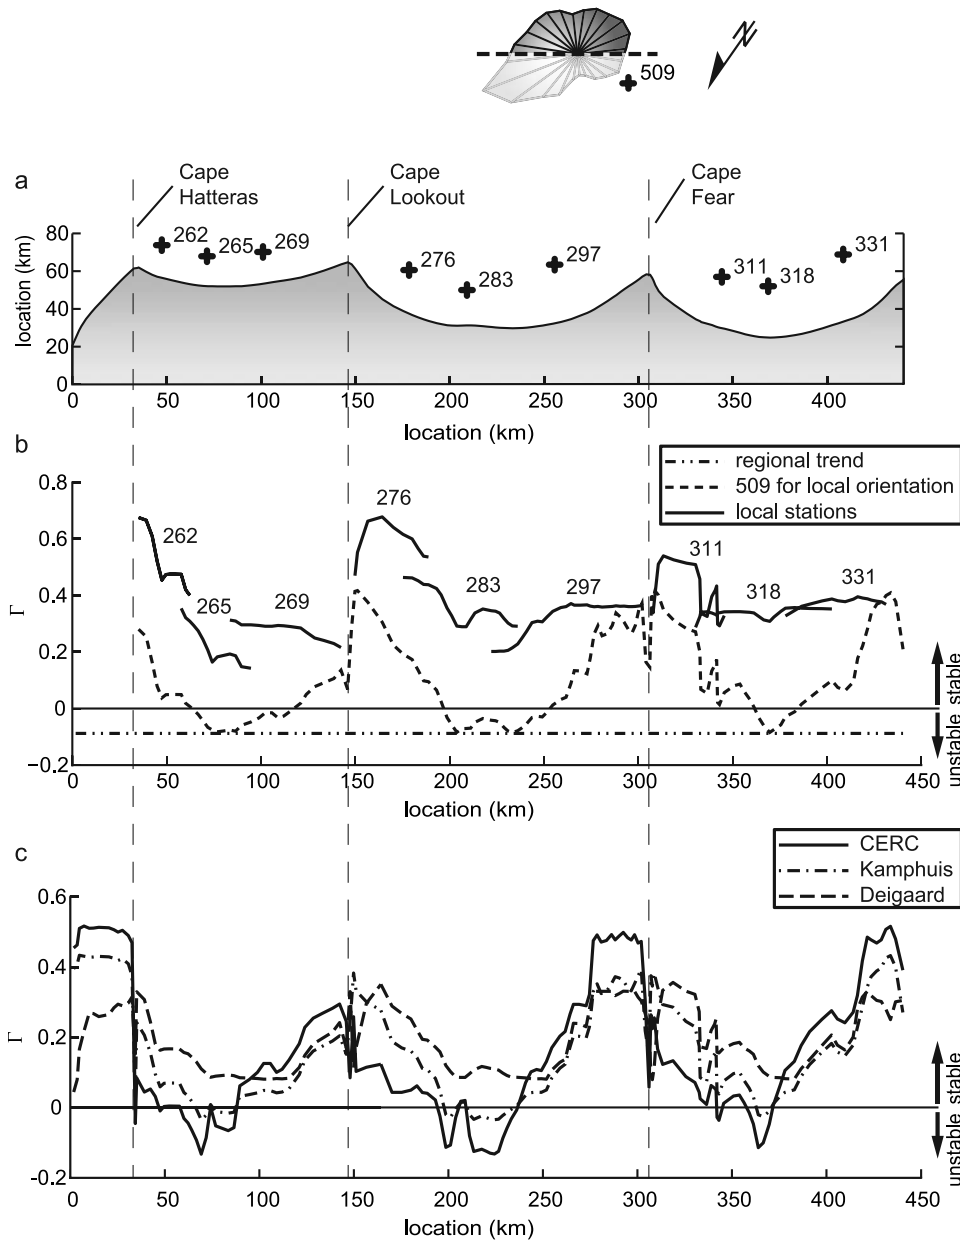 N
509
a
Cape
Hatteras
Cape
Lookout
Cape
Fear
location (km)
80
60
40
20
0
262
265
269
276
283
297
311
318
331
0 50 100 150 200 250 300 350 400
location (km)
b
regional trend
509 for local orientation
local stations
Γ
0.6
0.4
0.2
0
−0.2
262
265
269
276
283
297
311
318
331
unstable stable
0 50 100 150 200 250 300 350 400 450
location (km)
c
CERC
Kamphuis
Deigaard
Γ
0.6
0.4
0.2
0
-0.2
unstable stable
0 50 100 150 200 250 300 350 400 450
location (km)